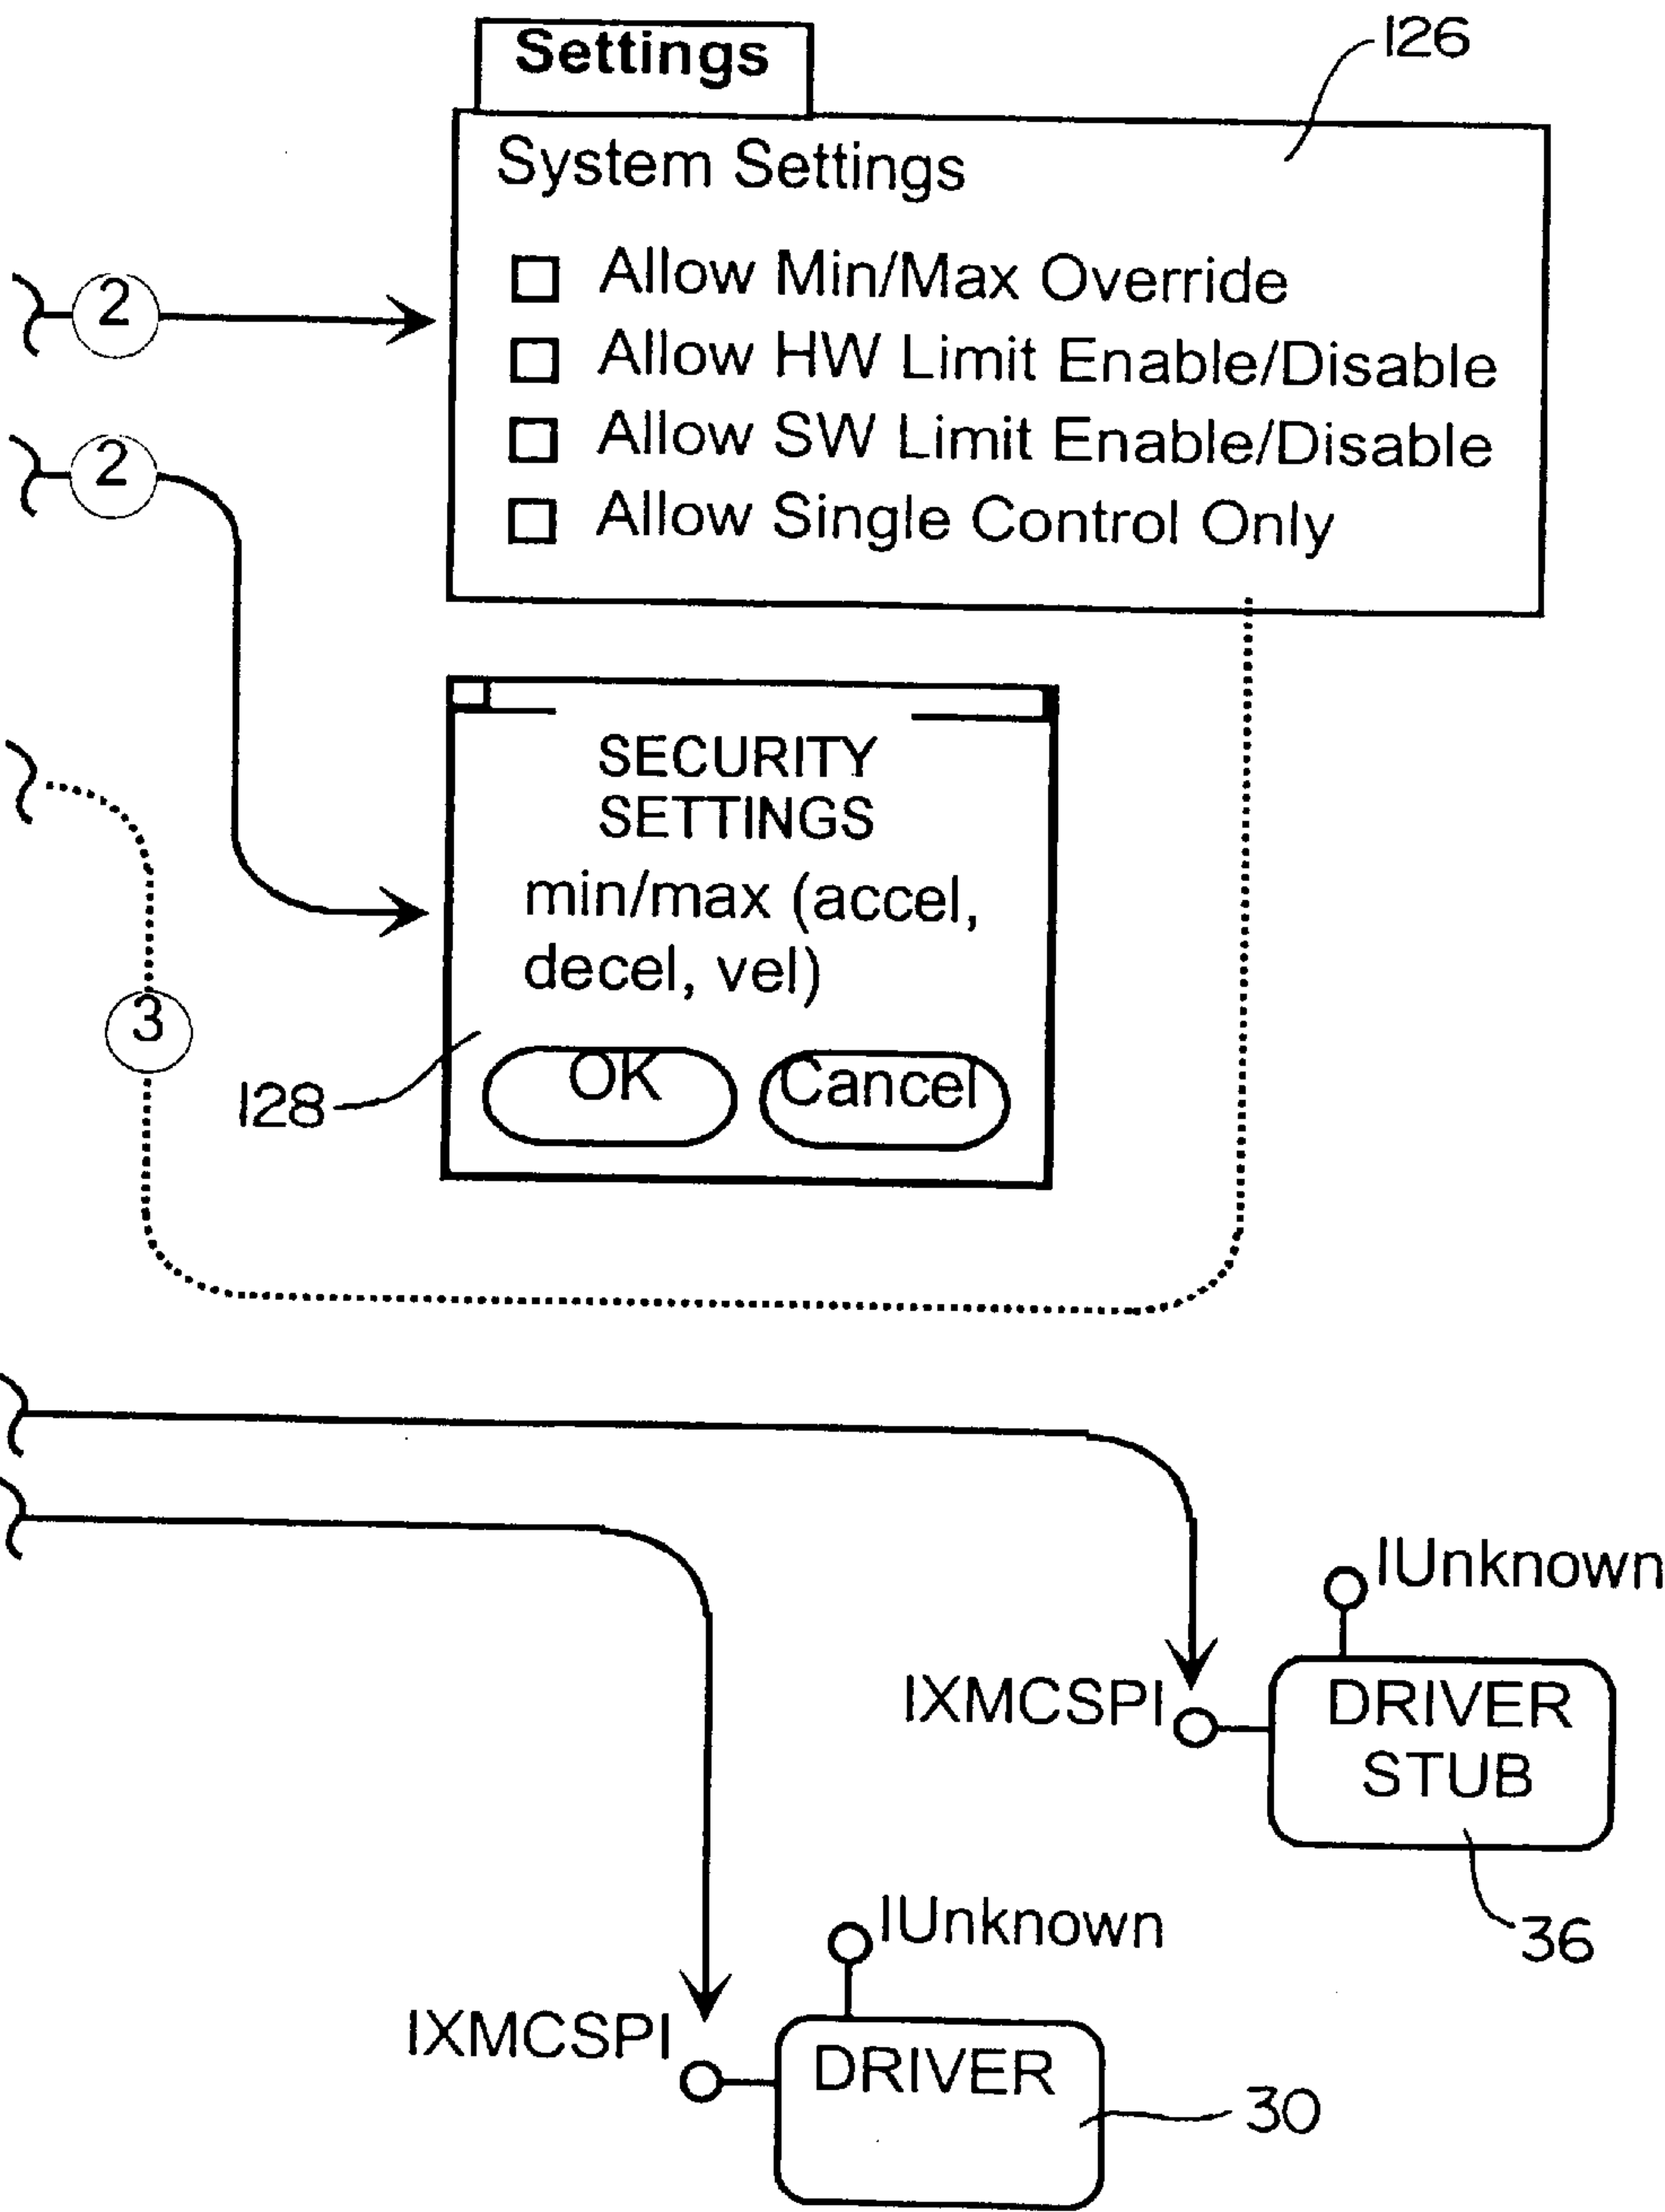 Settings
126
System Settings
Allow Min/Max Override
2
Allow HW Limit Enable/Disable
Allow SW Limit Enable/Disable
2
Allow Single Control Only
SECURITY
SETTINGS
min/max (accel,
decel, vel)
3
OK
Cancel
128
IUnknown
IXMCSPI
DRIVER
STUB
36
IUnknown
IXMCSPI
DRIVER
30